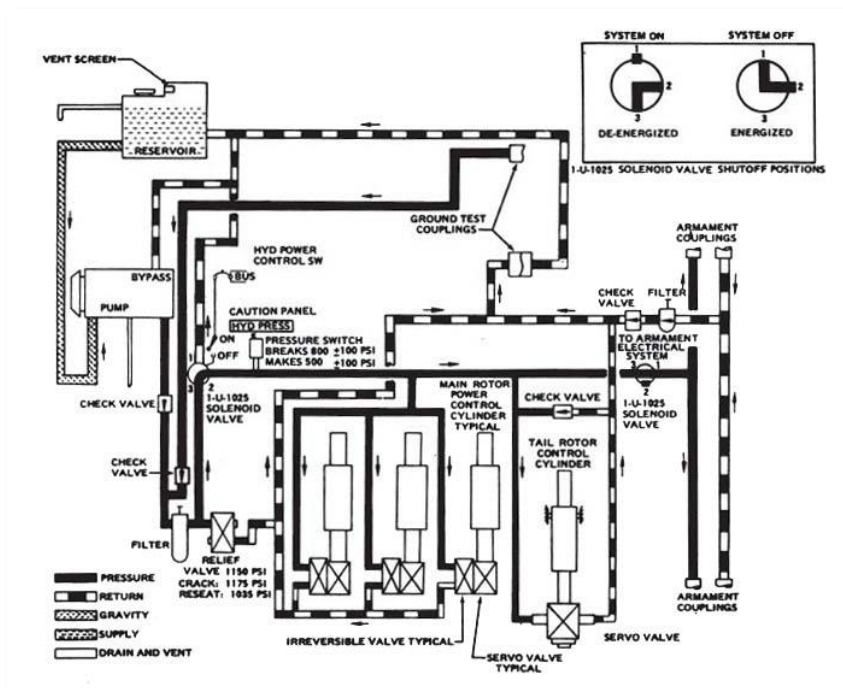 SYSTEM ON
SYSTEM OFF
1
2
3
1
2
3
DE-ENERGIZED
ENERGIZED
1-U-1025 SOLENOID VALVE SHUTOFF POSITIONS
VENT SCREEN
RESERVOIR
GROUND TEST
COUPLINGS
ARMAMENT
COUPLINGS
HYD POWER
CONTROL SW
BYPASS
BUS
PUMP
CAUTION PANEL
HYD PRESS
PRESSURE SWITCH
BREAKS 800 ±100 PSI
MAKES 500 ±100 PSI
ON
OFF
1
3
2
1-U-1025
SOLENOID
VALVE
CHECK
VALVE
FILTER
TO ARMAMENT
ELECTRICAL
SYSTEM
3
1
2
1-U-1025
SOLENOID
VALVE
MAIN ROTOR
POWER
CONTROL
CYLINDER
TYPICAL
CHECK VALVE
CHECK VALVE
TAIL ROTOR
CONTROL
CYLINDER
CHECK
VALVE
FILTER
RELIEF
VALVE 1150 PSI
CRACK: 1175 PSI
RESEAT: 1035 PSI
PRESSURE
RETURN
GRAVITY
SUPPLY
DRAIN AND VENT
IRREVERSIBLE VALVE TYPICAL
SERVO VALVE
TYPICAL
SERVO VALVE
ARMAMENT
COUPLINGS